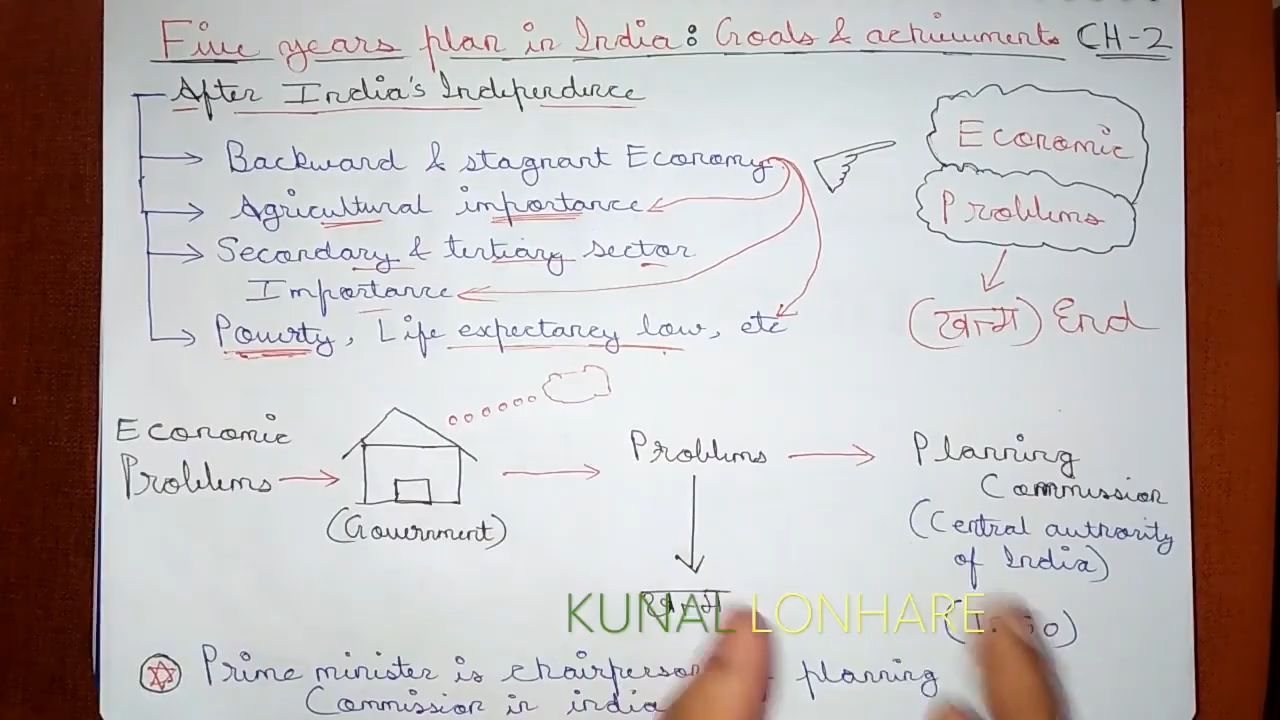 Five years plan in India: Goals & achievments CH-2
After India's Independence
Backward & stagnant Economy
Agricultural importance
Secondary & tertiary sector
Importance
Poverty, Life expectancy low, etc
Economic
Problems
(खत्म) End
Economic
Problems
(Government)
Problems
Planning
Commission
(Central authority
of India)
KUNAL LONHARE
Prime minister is chairperson planning
Commission in india